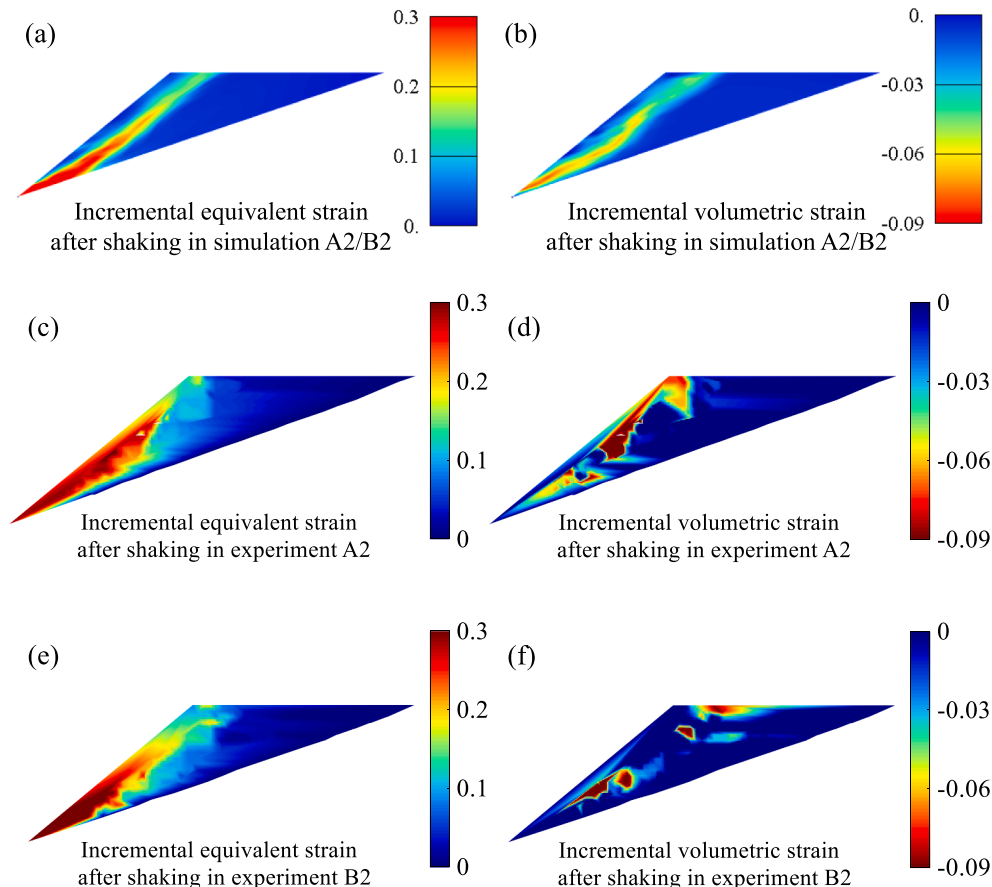 (a)
0.3
0.2
0.1
0.
Incremental equivalent strain
after shaking in simulation A2/B2
(b)
0.
-0.03
-0.06
-0.09
Incremental volumetric strain
after shaking in simulation A2/B2
(c)
0.3
0.2
0.1
0
Incremental equivalent strain
after shaking in experiment A2
(d)
0
-0.03
-0.06
-0.09
Incremental volumetric strain
after shaking in experiment A2
(e)
0.3
0.2
0.1
0
Incremental equivalent strain
after shaking in experiment B2
(f)
0
-0.03
-0.06
-0.09
Incremental volumetric strain
after shaking in experiment B2